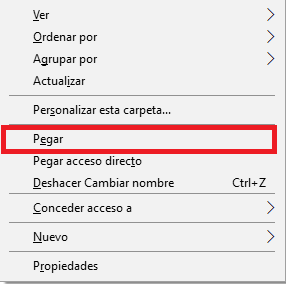 Ver
Ordenar por
Agrupar por
Actualizar
Personalizar esta carpeta...
Pegar
Pegar acceso directo
Deshacer Cambiar nombre Ctrl+Z
Conceder acceso a
Nuevo
Propiedades